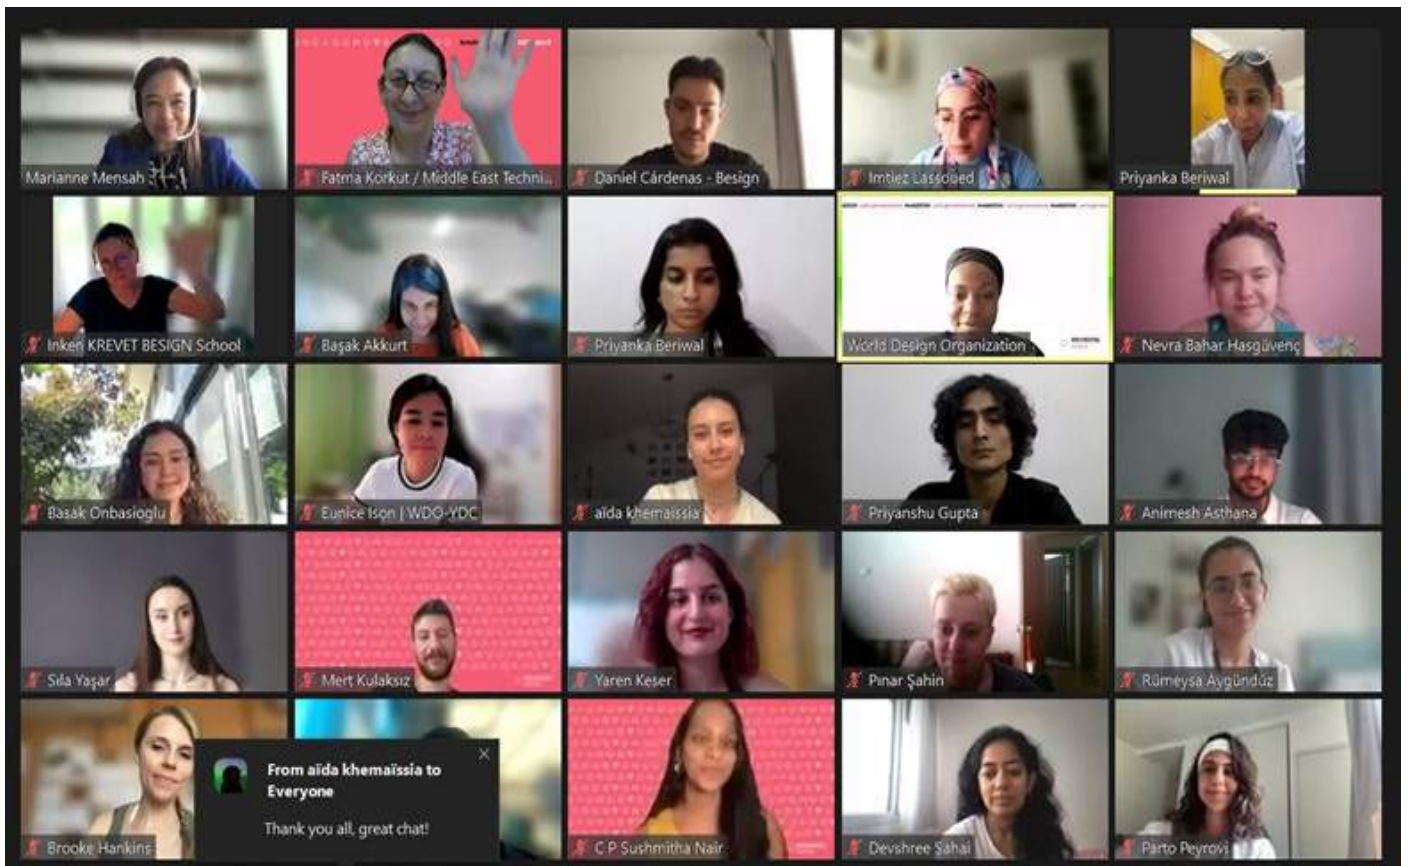 Marianne Mensah
Fatma Korkut / Middle East Techni...
Daniel Cárdenas - Besign
Imtiez Lassoued
Priyanka Beriwal
Inken KREVET BESIGN School
Başak Akkurt
Priyanka Beriwal
World Design Organization
Nevra Bahar Hasgüvenç
Basak Onbasioglu
Eunice Ison | WDO-YDC
aïda khemaissia
Priyanshu Gupta
Animesh Asthana
Sıla Yaşar
Mert Kulaksız
Yaren Keser
Pınar Şahin
Rümeysa Aygündüz
Brooke Hankins
From aïda khemaïssia to
Everyone
Thank you all, great chat!
C P Sushmitha Nair
Devshree Sahai
Parto Peyrovi